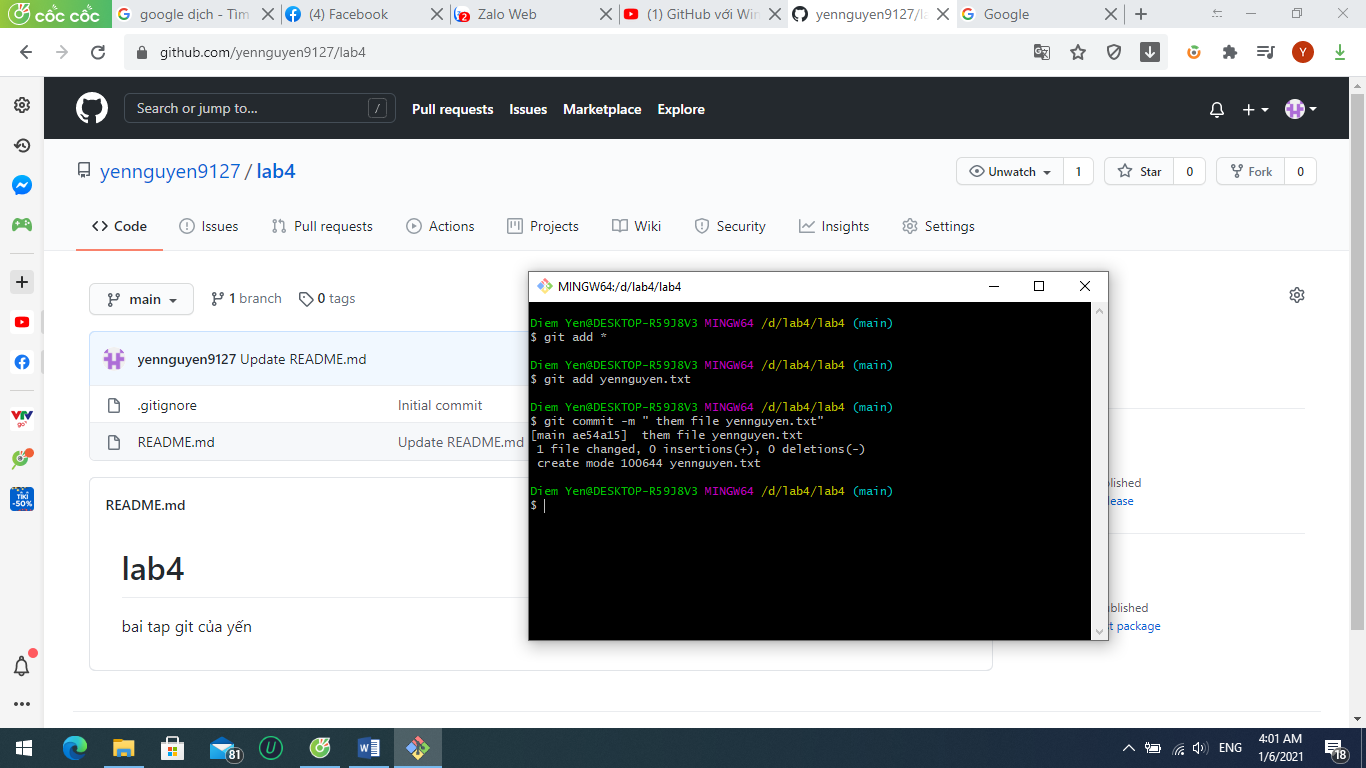 cốc cốc
google dịch - Tìm
(4) Facebook
2
Zalo Web
(1) GitHub với Win
yennguyen9127/la
Google
github.com/yennguyen9127/lab4
Y
Search or jump to...
/
Pull requests
Issues
Marketplace
Explore
yennguyen9127 / lab4
Unwatch
1
Star
0
Fork
0
Code
Issues
Pull requests
Actions
Projects
Wiki
Security
Insights
Settings
main
1 branch
0 tags
yennguyen9127 Update README.md
.gitignore
Initial commit
README.md
Update README.md
README.md
lab4
bai tap git của yến
MINGW64:/d/lab4/lab4
Diem Yen@DESKTOP-R59J8V3 MINGW64 /d/lab4/lab4 (main)
$ git add *
Diem Yen@DESKTOP-R59J8V3 MINGW64 /d/lab4/lab4 (main)
$ git add yennguyen.txt
Diem Yen@DESKTOP-R59J8V3 MINGW64 /d/lab4/lab4 (main)
$ git commit -m " them file yennguyen.txt"
[main ae54a15]  them file yennguyen.txt
 1 file changed, 0 insertions(+), 0 deletions(-)
 create mode 100644 yennguyen.txt
Diem Yen@DESKTOP-R59J8V3 MINGW64 /d/lab4/lab4 (main)
$
blished
lease
ublished
t package
VTV
go
TIKI
-50%
81
U
W
ENG
4:01 AM
1/6/2021
18